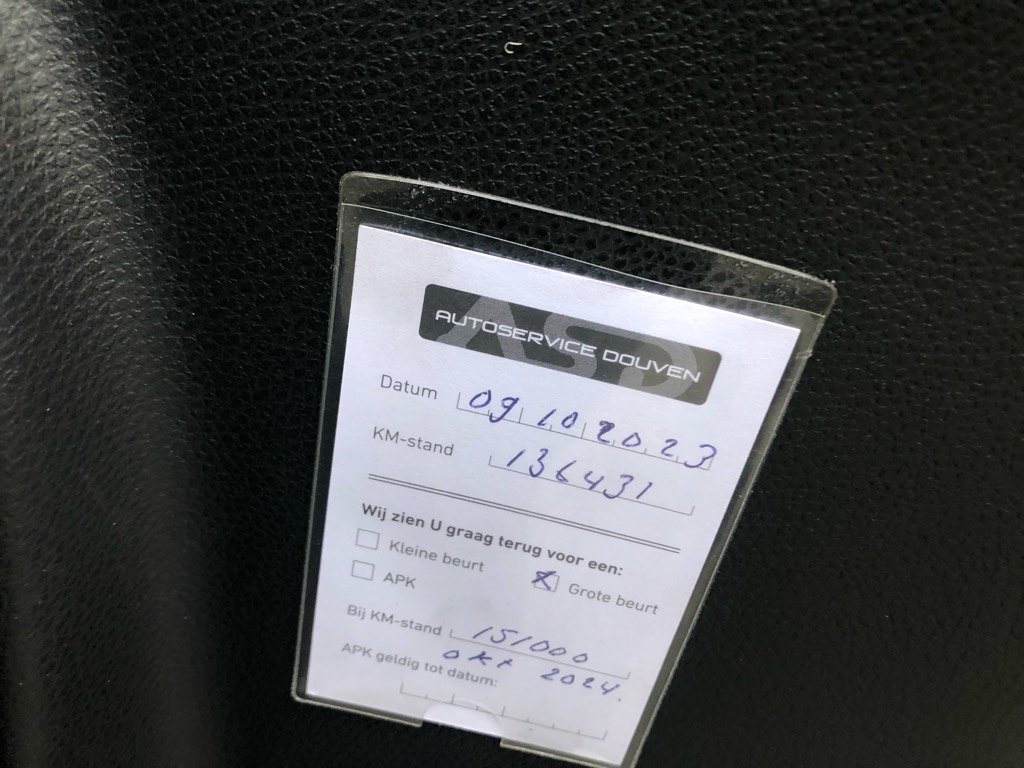 ASD
AUTOSERVICE DOUVEN
Datum 09 10 2023
KM-stand 136431
Wij zien U graag terug voor een:
Kleine beurt Grote beurt
APK
Bij KM-stand 151000
okt 2024.
APK geldig tot datum: